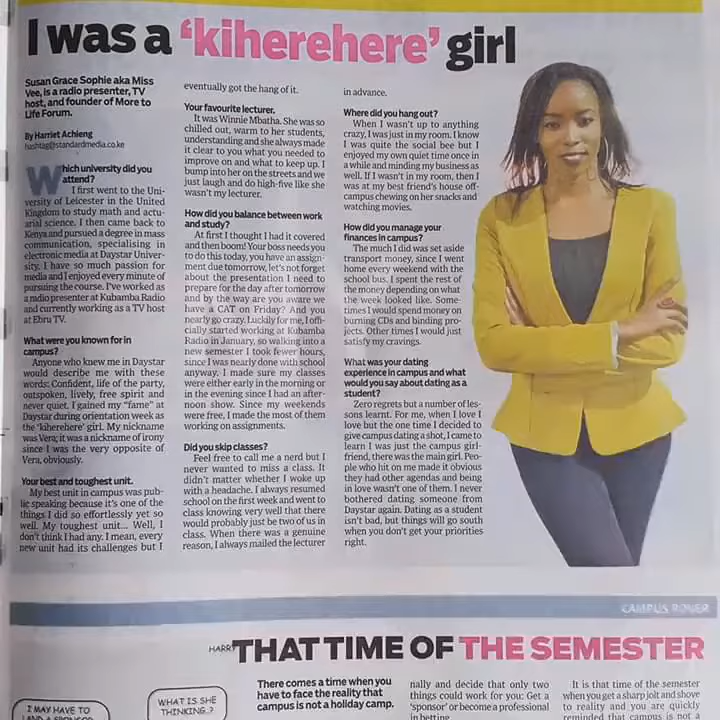 I was a 'kiherehere' girl
Susan Grace Sophie aka Miss
Vee, is a radio presenter, TV
host, and founder of More to
Life Forum.
By Harriet Achieng
hashtag@standardmedia.co.ke
Which university did you
attend?
I first went to the Uni-
versity of Leicester in the United
Kingdom to study math and actu-
arial science. I then came back to
Kenya and pursued a degree in mass
communication, specialising in
electronic media at Daystar Univer-
sity. I have so much passion for
media and I enjoyed every minute of
pursuing the course. I've worked as
a radio presenter at Kubamba Radio
and currently working as a TV host
at Ebru TV.
What were you known for in
campus?
Anyone who knew me in Daystar
would describe me with these
words: Confident, life of the party,
outspoken, lively, free spirit and
never quiet. I gained my "fame" at
Daystar during orientation week as
the 'kiherehere' girl. My nickname
was Vera; it was a nickname of irony
since I was the very opposite of
Vera, obviously.
Your best and toughest unit.
My best unit in campus was pub-
lic speaking because it's one of the
things I did so effortlessly yet so
well. My toughest unit... Well, I
don't think I had any. I mean, every
new unit had its challenges but I
eventually got the hang of it.
Your favourite lecturer.
It was Winnie Mbatha. She was so
chilled out, warm to her students,
understanding and she always made
it clear to you what you needed to
improve on and what to keep up. I
bump into her on the streets and we
just laugh and do high-five like she
wasn't my lecturer.
How did you balance between work
and study?
At first I thought I had it covered
and then boom! Your boss needs you
to do this today, you have an assign-
ment due tomorrow, let's not forget
about the presentation I need to
prepare for the day after tomorrow
and by the way are you aware we
have a CAT on Friday? And you
nearly go crazy. Luckily for me, I offi-
cially started working at Kubamba
Radio in January, so walking into a
new semester I took fewer hours,
since I was nearly done with school
anyway. I made sure my classes
were either early in the morning or
in the evening since I had an after-
noon show. Since my weekends
were free, I made the most of them
working on assignments.
Did you skip classes?
Feel free to call me a nerd but I
never wanted to miss a class. It
didn't matter whether I woke up
with a headache. I always resumed
school on the first week and went to
class knowing very well that there
would probably just be two of us in
class. When there was a genuine
reason, I always mailed the lecturer
in advance.
Where did you hang out?
When I wasn't up to anything
crazy, I was just in my room. I know
I was quite the social bee but I
enjoyed my own quiet time once in
a while and minding my business as
well. If I wasn't in my room, then I
was at my best friend's house off-
campus chewing on her snacks and
watching movies.
How did you manage your
finances in campus?
The much I did was set aside
transport money, since I went
home every weekend with the
school bus. I spent the rest of
the money depending on what
the week looked like. Some-
times I would spend money on
burning CDs and binding pro-
jects. Other times I would just
satisfy my cravings.
What was your dating
experience in campus and what
would you say about dating as a
student?
Zero regrets but a number of les-
sons learnt. For me, when I love I
love but the one time I decided to
give campus dating a shot, I came to
learn I was just the campus girl-
friend, there was the main girl. Peo-
ple who hit on me made it obvious
they had other agendas and being
in love wasn't one of them. I never
bothered dating someone from
Daystar again. Dating as a student
isn't bad, but things will go south
when you don't get your priorities
right.
CAMPUS ROVER
HARRY THAT TIME OF THE SEMESTER
I MAY HAVE TO
WHAT IS SHE
THINKING..?
There comes a time when you
have to face the reality that
campus is not a holiday camp.
nally and decide that only two
things could work for you: Get a
'sponsor' or become a professional
in betting.
It is that time of the semester
when you get a sharp jolt and shove
to reality and you are quickly
reminded that campus is not a